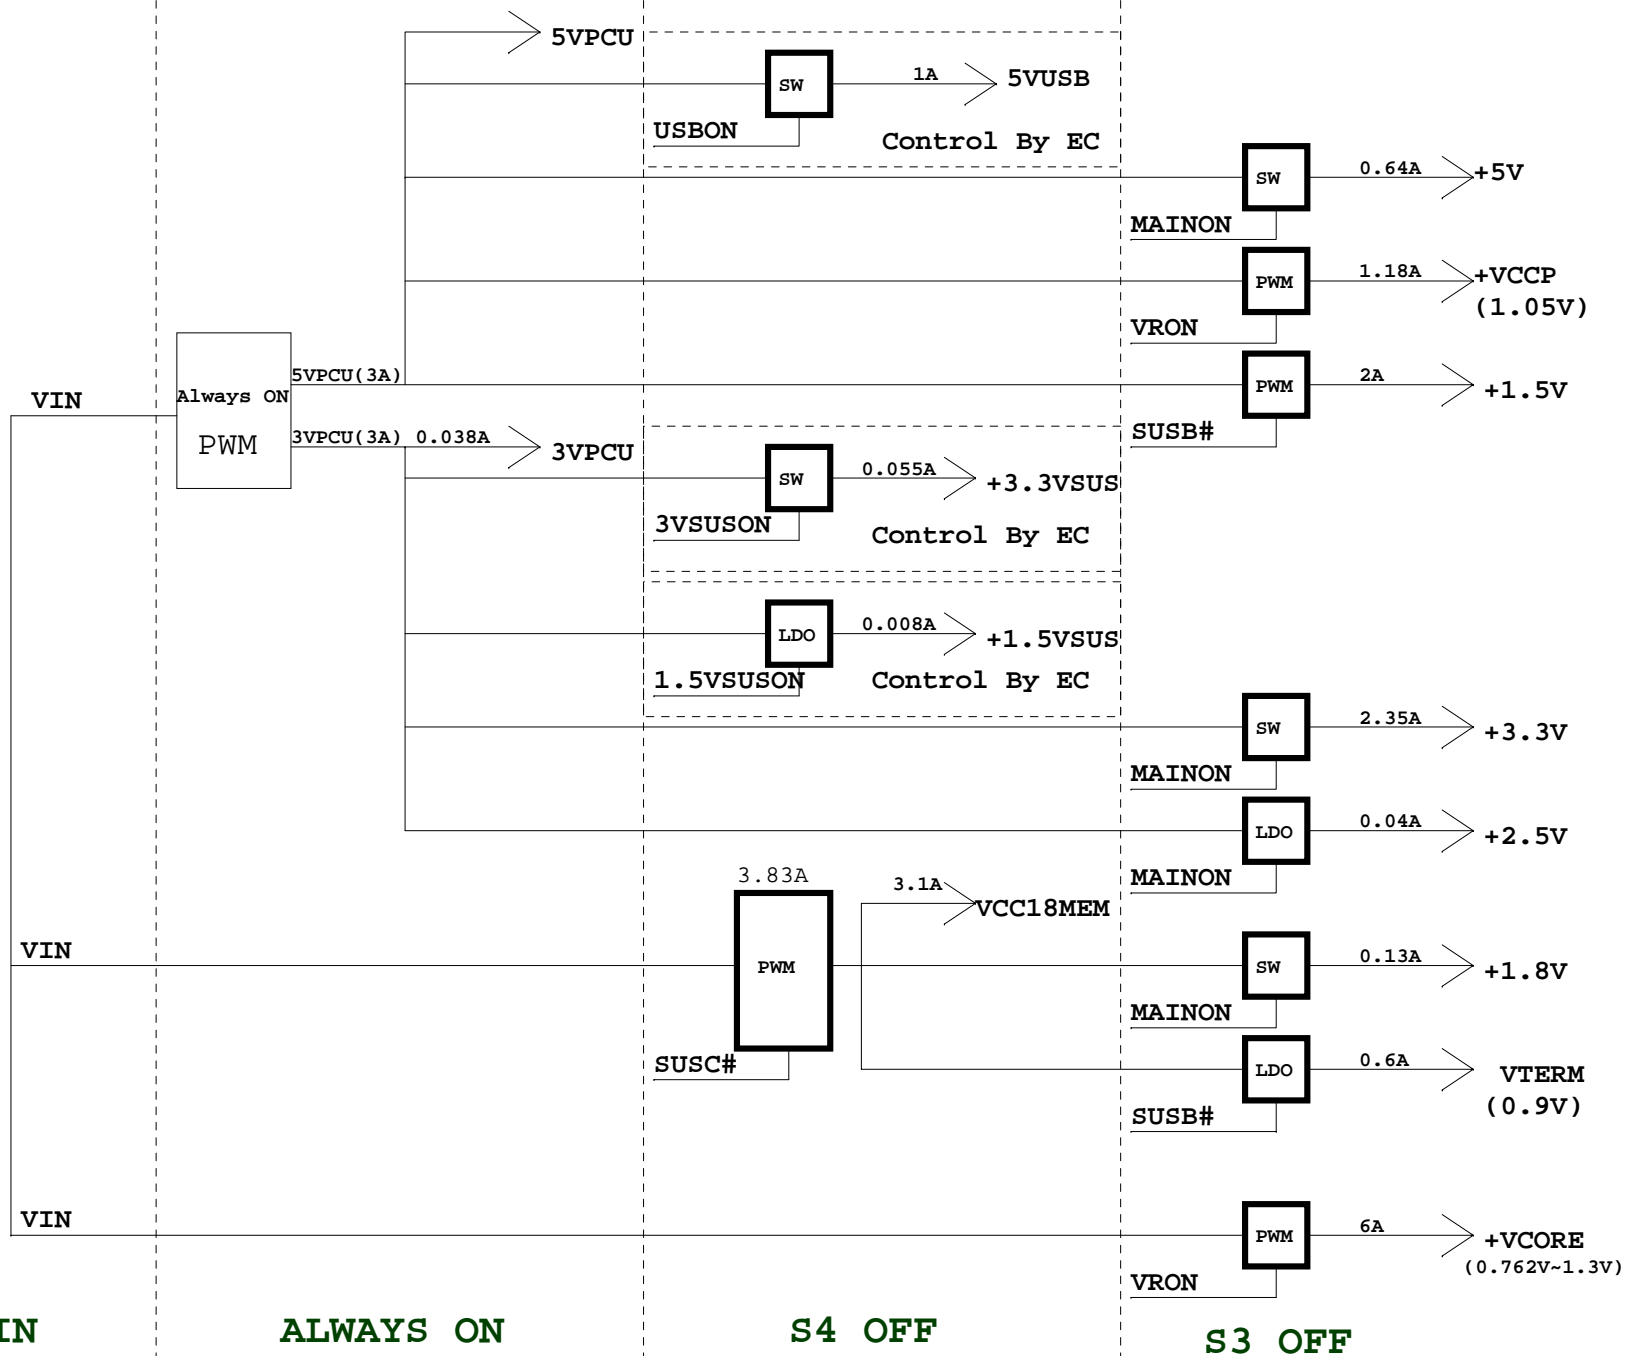 5VPCU
SW
1A
5VUSB
USBON
Control By EC
SW
0.64A
+5V
MAINON
PWM
1.18A
+VCCP
(1.05V)
VRON
VIN
Always ON
PWM
5VPCU(3A)
PWM
2A
+1.5V
SUSB#
3VPCU(3A) 0.038A
3VPCU
SW
0.055A
+3.3VSUS
3VSUSON
Control By EC
LDO
0.008A
+1.5VSUS
1.5VSUSON
Control By EC
SW
2.35A
+3.3V
MAINON
LDO
0.04A
+2.5V
MAINON
3.83A
3.1A
VCC18MEM
VIN
PWM
SUSC#
SW
0.13A
+1.8V
MAINON
LDO
0.6A
VTERM
(0.9V)
SUSB#
VIN
PWM
6A
+VCORE
(0.762V~1.3V)
VRON
IN
ALWAYS ON
S4 OFF
S3 OFF